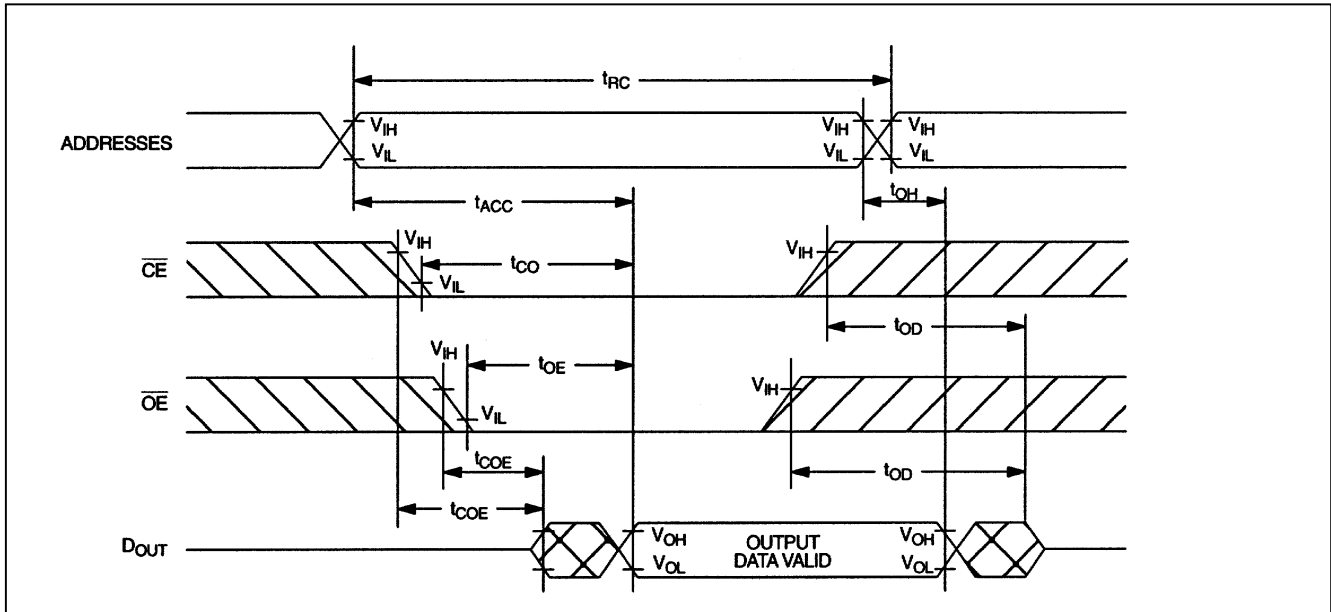 tRC
ADDRESSES
VIH
VIL
VIH
VIL
VIH
VIL
tACC
tOH
CE
VIH
VIL
tCO
VIH
tOD
OE
VIH
VIL
tOE
VIH
tCOE
tOD
tCOE
DOUT
VOH
VOL
OUTPUT
DATA VALID
VOH
VOL